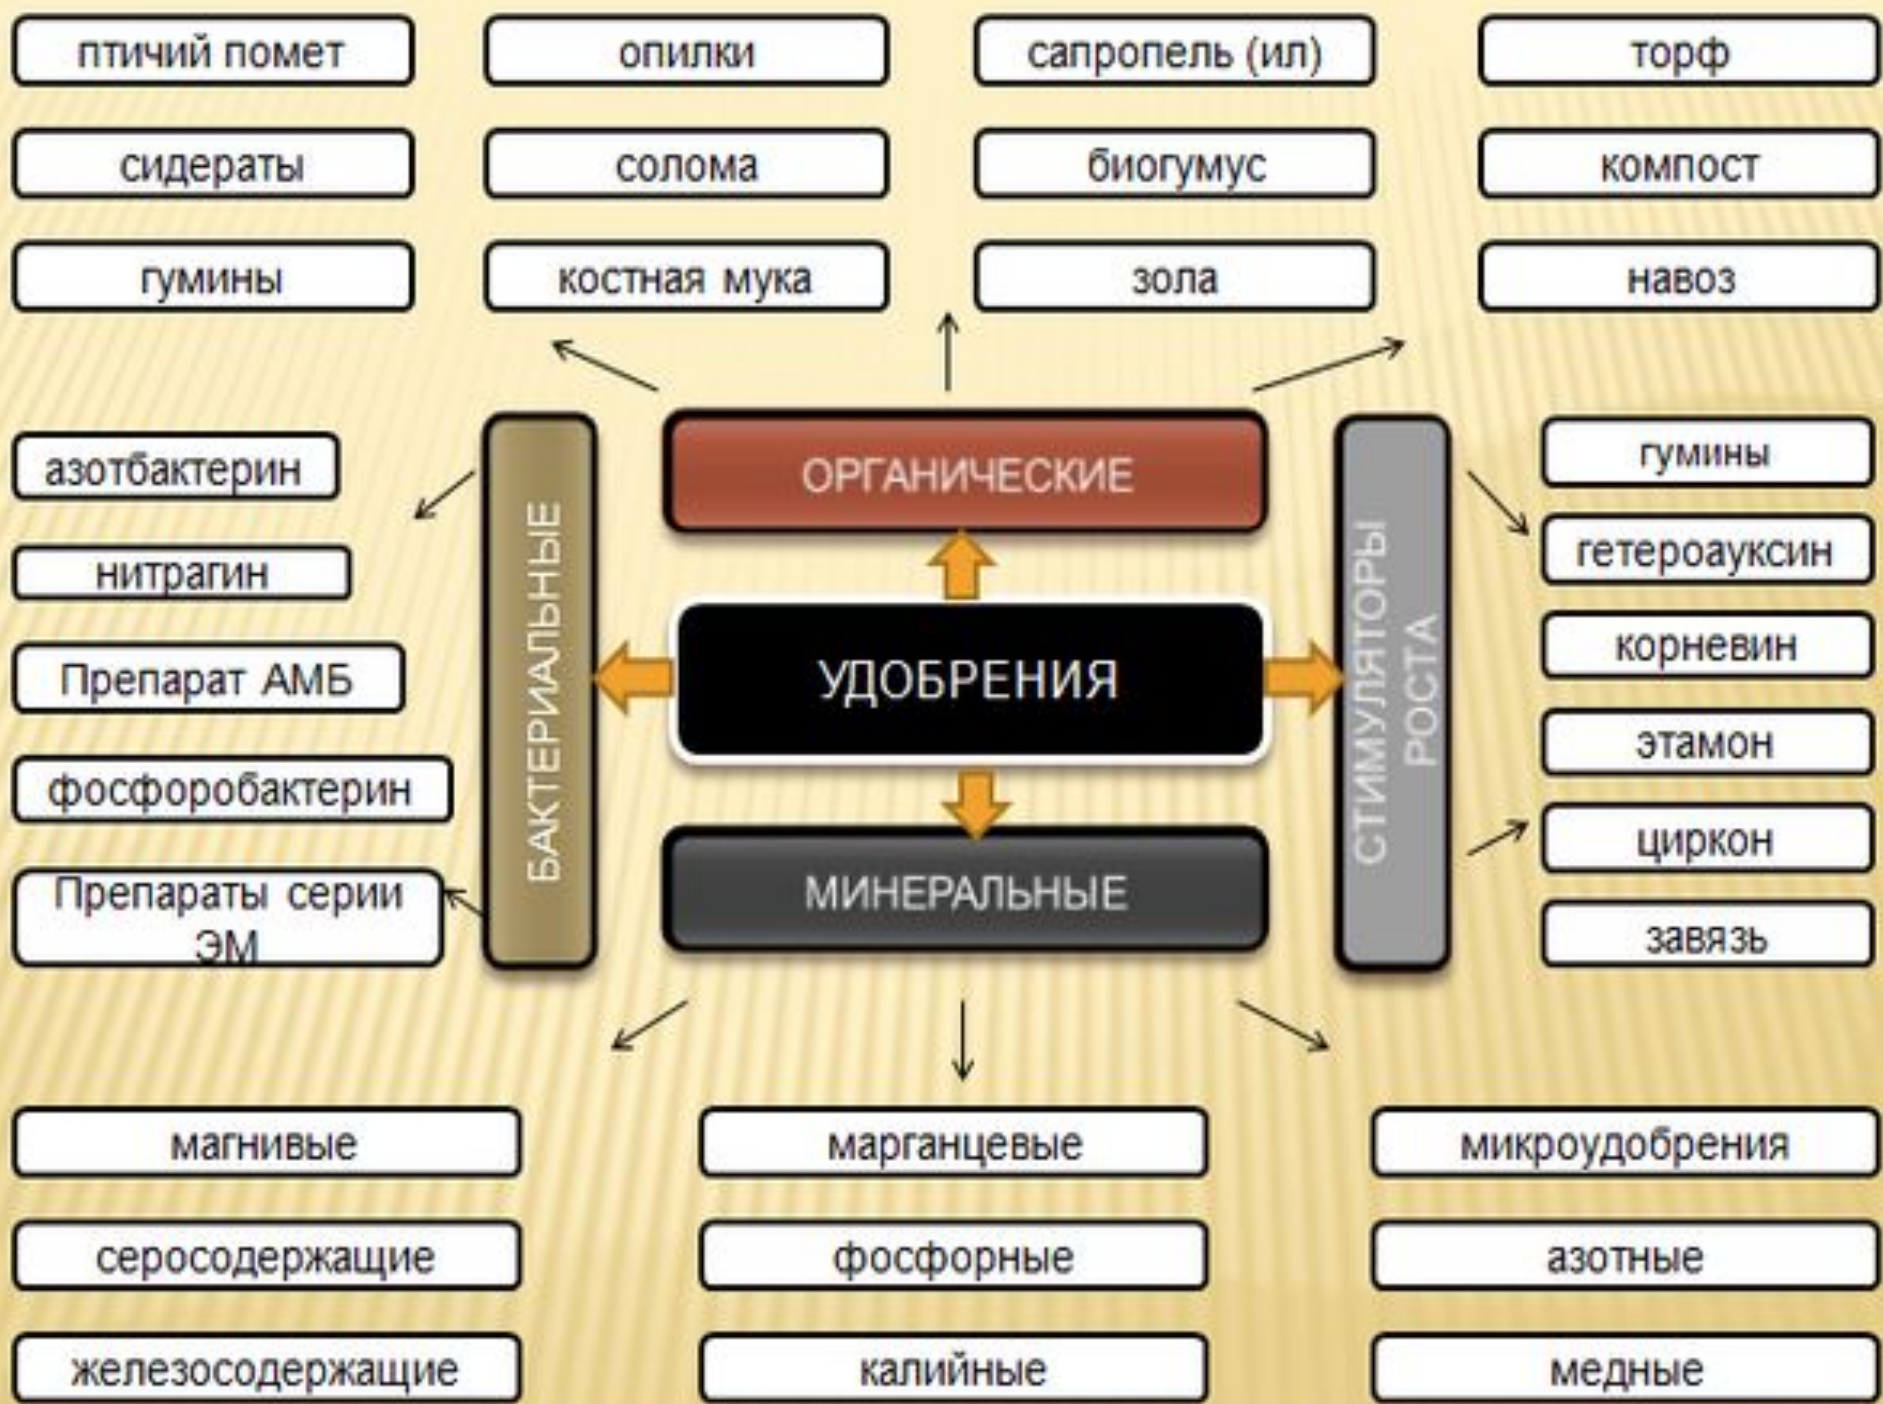 птичий помет
опилки
сапропель (ил)
торф
сидераты
солома
биогумус
компост
гумины
костная мука
зола
навоз
ОРГАНИЧЕСКИЕ
азотбактерин
нитрагин
Препарат АМБ
фосфоробактерин
Препараты серии
ЭМ
БАКТЕРИАЛЬНЫЕ
УДОБРЕНИЯ
СТИМУЛЯТОРЫ
РОСТА
гумины
гетероауксин
корневин
этамон
циркон
завязь
МИНЕРАЛЬНЫЕ
магнивые
марганцевые
микроудобрения
серосодержащие
фосфорные
азотные
железосодержащие
калийные
медные